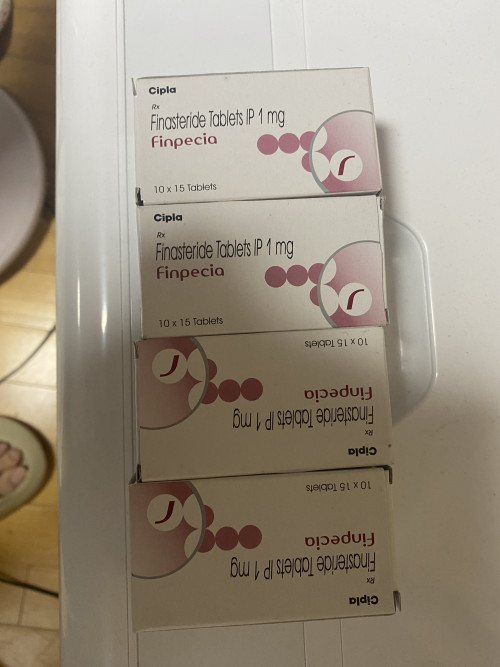 Cipla
Rx
Finasteride Tablets IP 1 mg
Finpecia
10 x 15 Tablets
Cipla
Rx
Finasteride Tablets IP 1 mg
Finpecia
10 x 15 Tablets
Cipla
Rx
Finasteride Tablets IP 1 mg
Finpecia
10 x 15 Tablets
Cipla
Rx
Finasteride Tablets IP 1 mg
Finpecia
10 x 15 Tablets